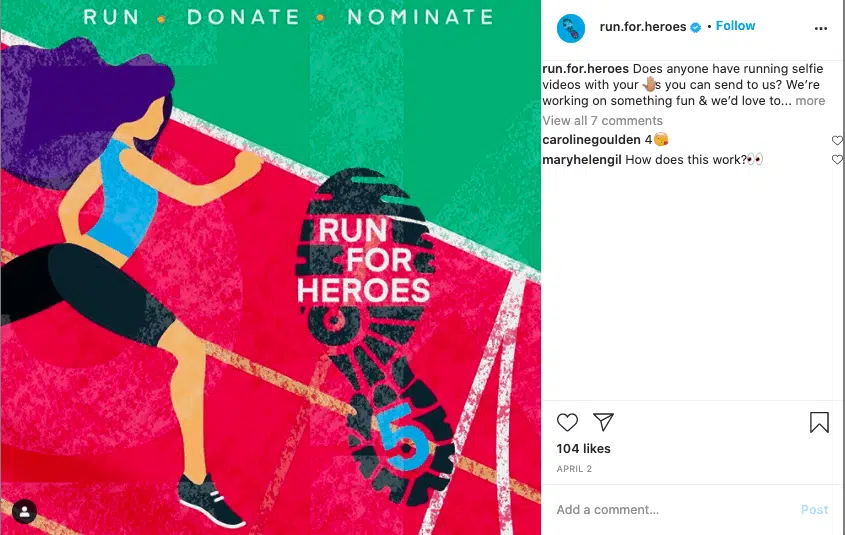 RUN • DONATE • NOMINATE
RUN
FOR
HEROES
5
run.for.heroes • Follow
run.for.heroes Does anyone have running selfie
videos with your 🤚🏽s you can send to us? We’re
working on something fun & we’d love to... more
View all 7 comments
carolinegoulden 4😘
maryhelengil How does this work?👀
104 likes
APRIL 2
Add a comment... Post